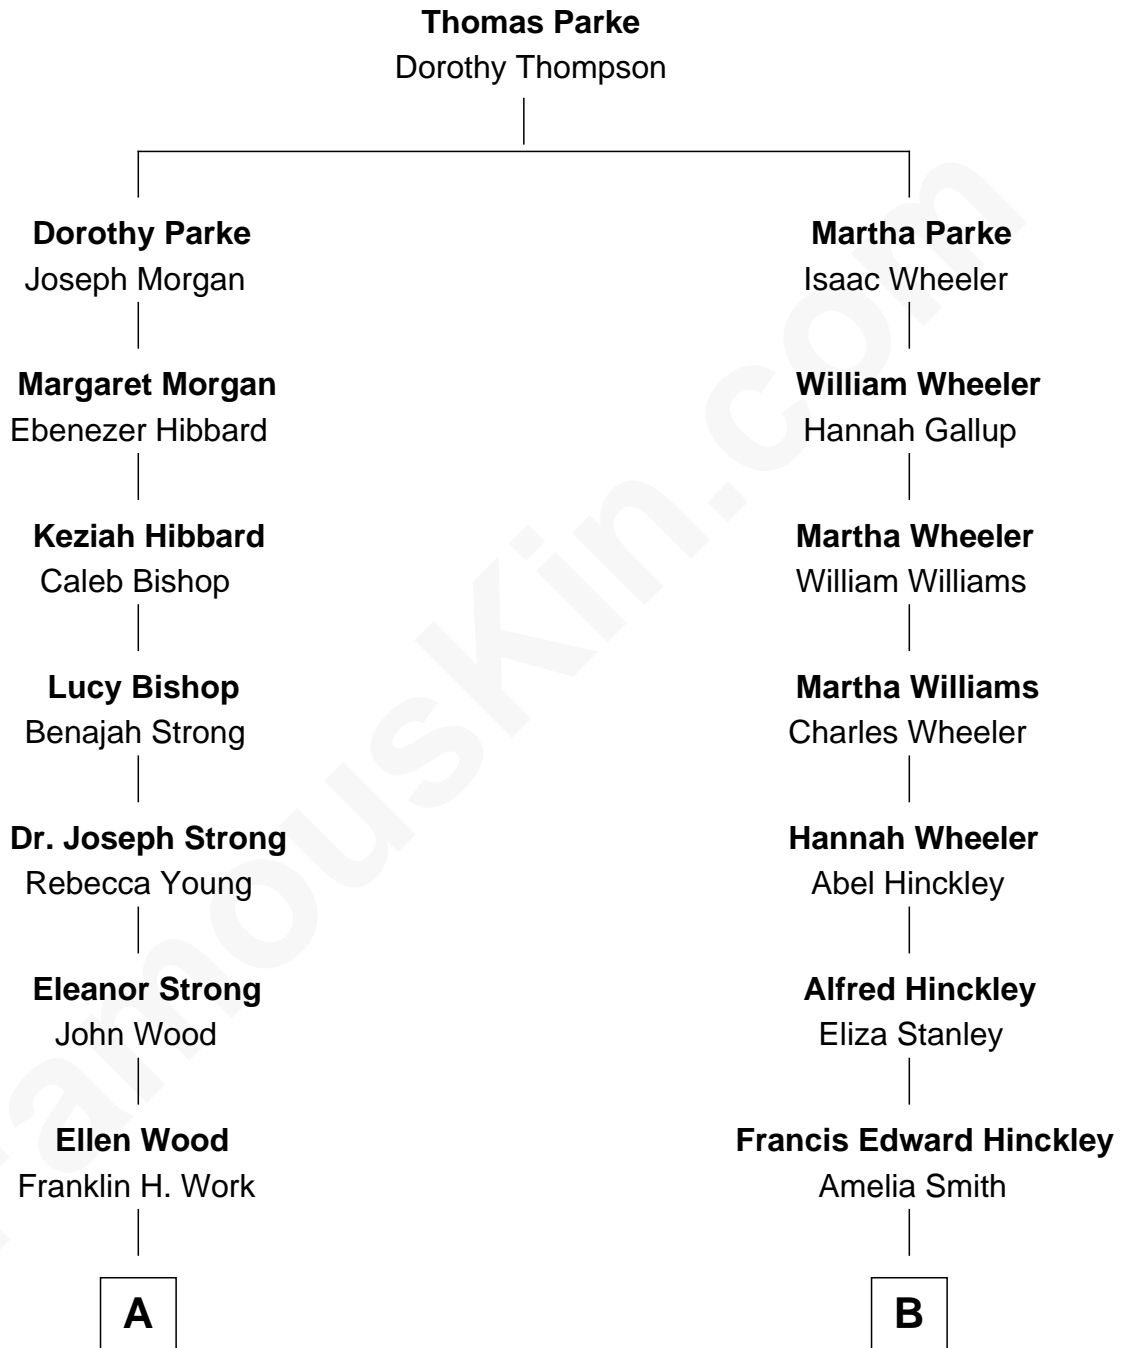 Thomas Parke
Dorothy Thompson
Dorothy Parke
Joseph Morgan
Martha Parke
Isaac Wheeler
Margaret Morgan
Ebenezer Hibbard
William Wheeler
Hannah Gallup
Keziah Hibbard
Caleb Bishop
Martha Wheeler
William Williams
Lucy Bishop
Benajah Strong
Martha Williams
Charles Wheeler
Dr. Joseph Strong
Rebecca Young
Hannah Wheeler
Abel Hinckley
Eleanor Strong
John Wood
Alfred Hinckley
Eliza Stanley
Ellen Wood
Franklin H. Work
Francis Edward Hinckley
Amelia Smith
A
B
FamousKin.com